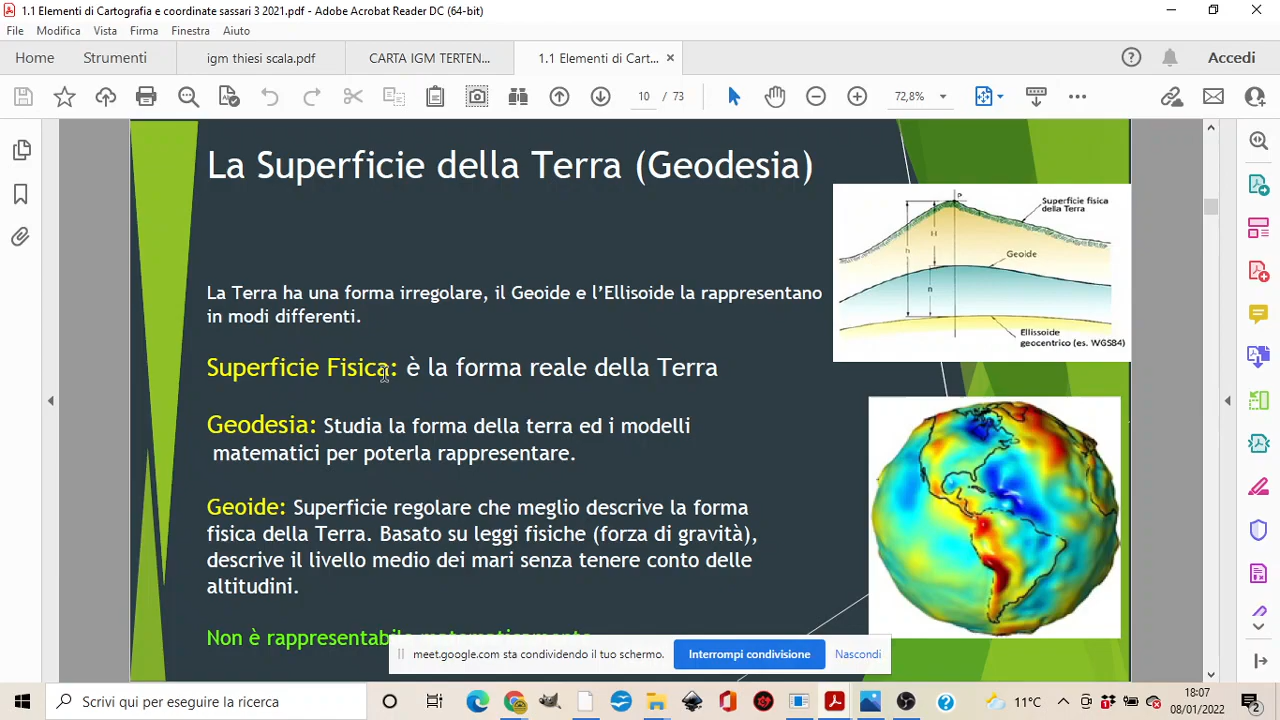 1.1 Elementi di Cartografia e coordinate sassari 3 2021.pdf - Adobe Acrobat Reader DC (64-bit)
File Modifica Vista Firma Finestra Aiuto
Home Strumenti igm thiesi scala.pdf CARTA IGM TERTEN... 1.1 Elementi di Cart... × Accedi
10 / 73 72,8%
La Superficie della Terra (Geodesia)
P
Superficie fisica
della Terra
H
h
Geoide
n
Ellissoide
geocentrico (es. WGS84)
La Terra ha una forma irregolare, il Geoide e l’Ellisoide la rappresentano
in modi differenti.
Superficie Fisica: è la forma reale della Terra
Geodesia: Studia la forma della terra ed i modelli
matematici per poterla rappresentare.
Geoide: Superficie regolare che meglio descrive la forma
fisica della Terra. Basato su leggi fisiche (forza di gravità),
descrive il livello medio dei mari senza tenere conto delle
altitudini.
Non è rappresentabile matematicamente
meet.google.com sta condividendo il tuo schermo. Interrompi condivisione Nascondi
Scrivi qui per eseguire la ricerca
11°C
18:07
08/01/2022
2